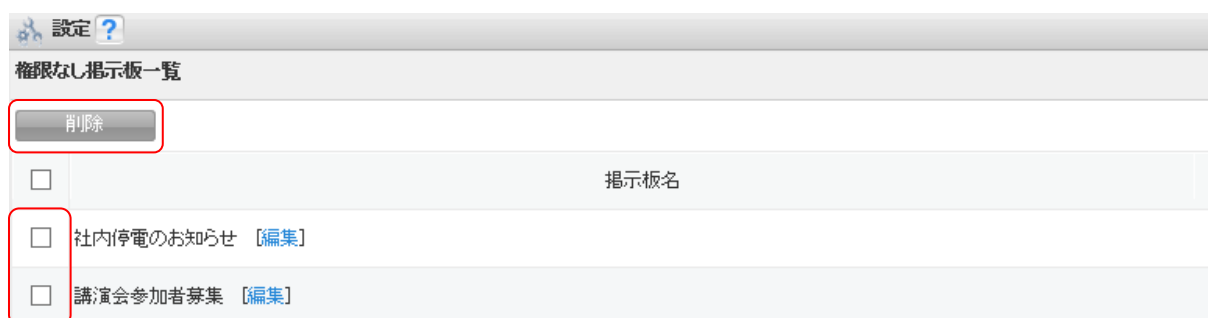 設定 ?
権限なし掲示板一覧
削除
掲示板名
社内停電のお知らせ [編集]
講演会参加者募集 [編集]